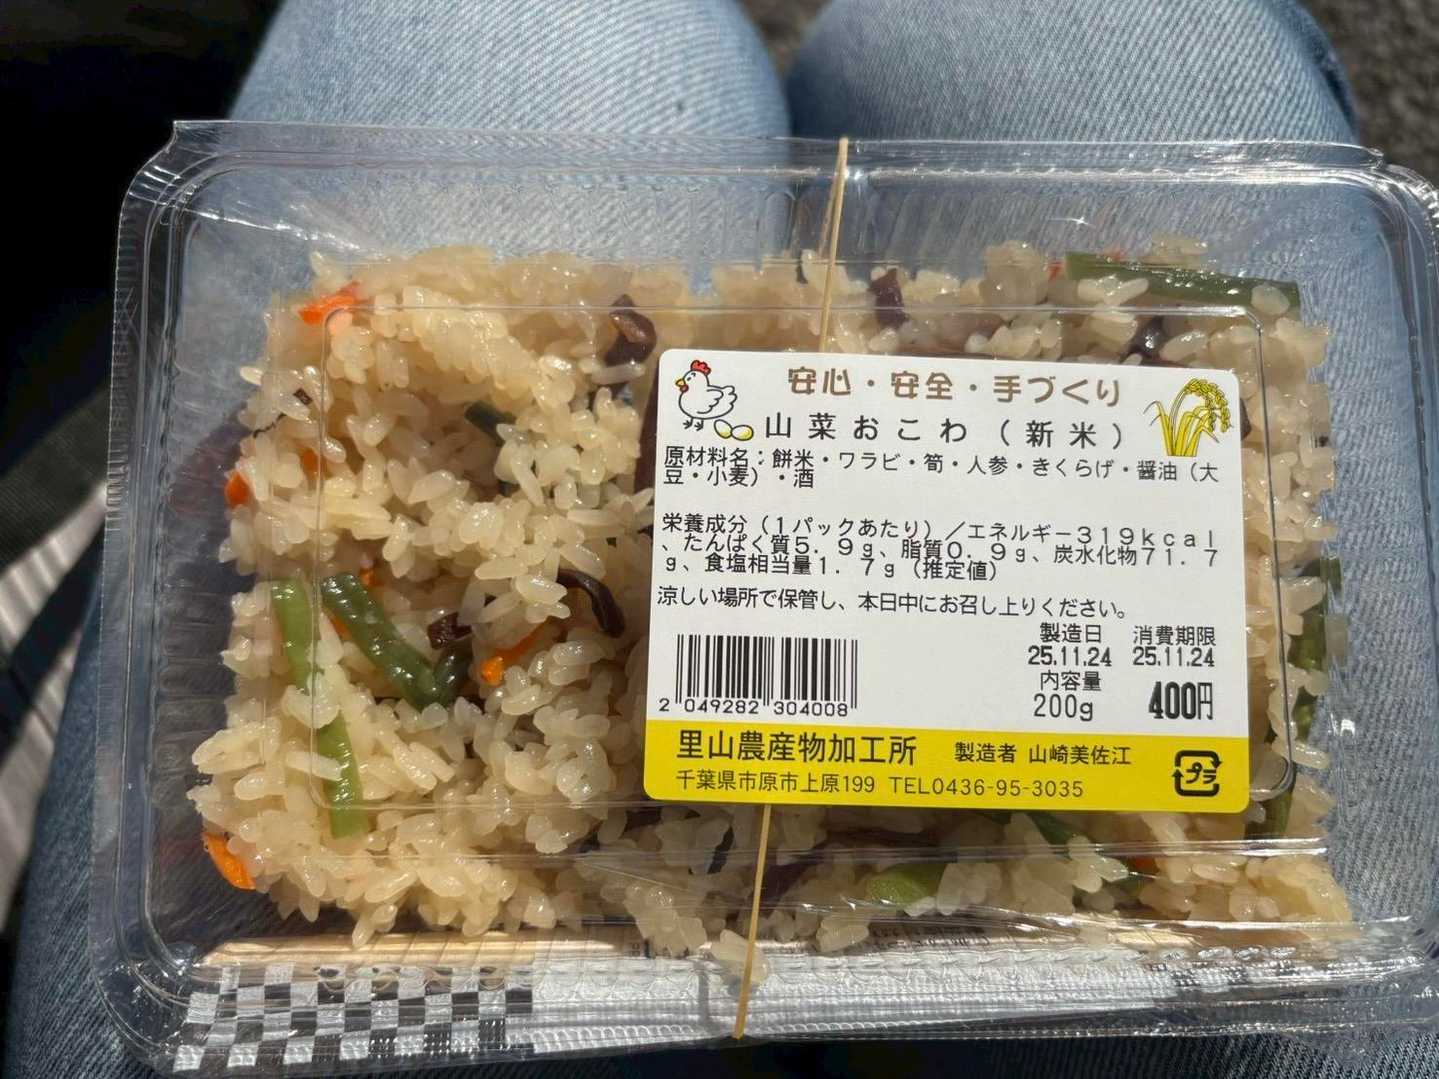 安心・安全・手づくり
山菜おこわ（新米）
原材料名：餅米・ワラビ・筍・人参・きくらげ・醤油（大
豆・小麦）・酒
栄養成分（１パックあたり）／エネルギー３１９ｋｃａｌ
、たんぱく質５．９ｇ、脂質０．９ｇ、炭水化物７１．７
ｇ、食塩相当量１．７ｇ（推定値）
涼しい場所で保管し、本日中にお召し上りください。
製造日 消費期限
25.11.24 25.11.24
内容量
200g 400円
2 049282 304008
里山農産物加工所 製造者 山崎美佐江
千葉県市原市上原199 TEL0436-95-3035
プラ